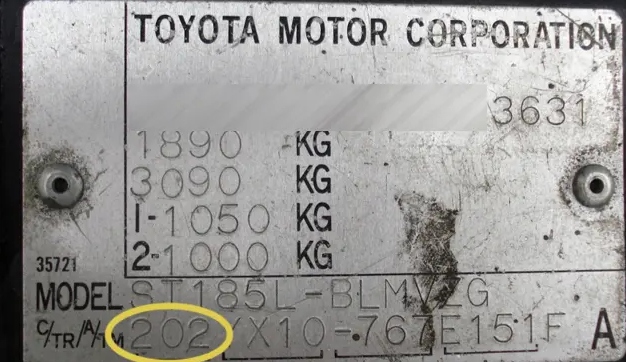 TOYOTA MOTOR CORPORATION
3631
1890 KG
3090 KG
1-1050 KG
2-1000 KG
35721
MODEL ST185L-BLMVZG
C/TR/A/TM 202/X10-767E151F A